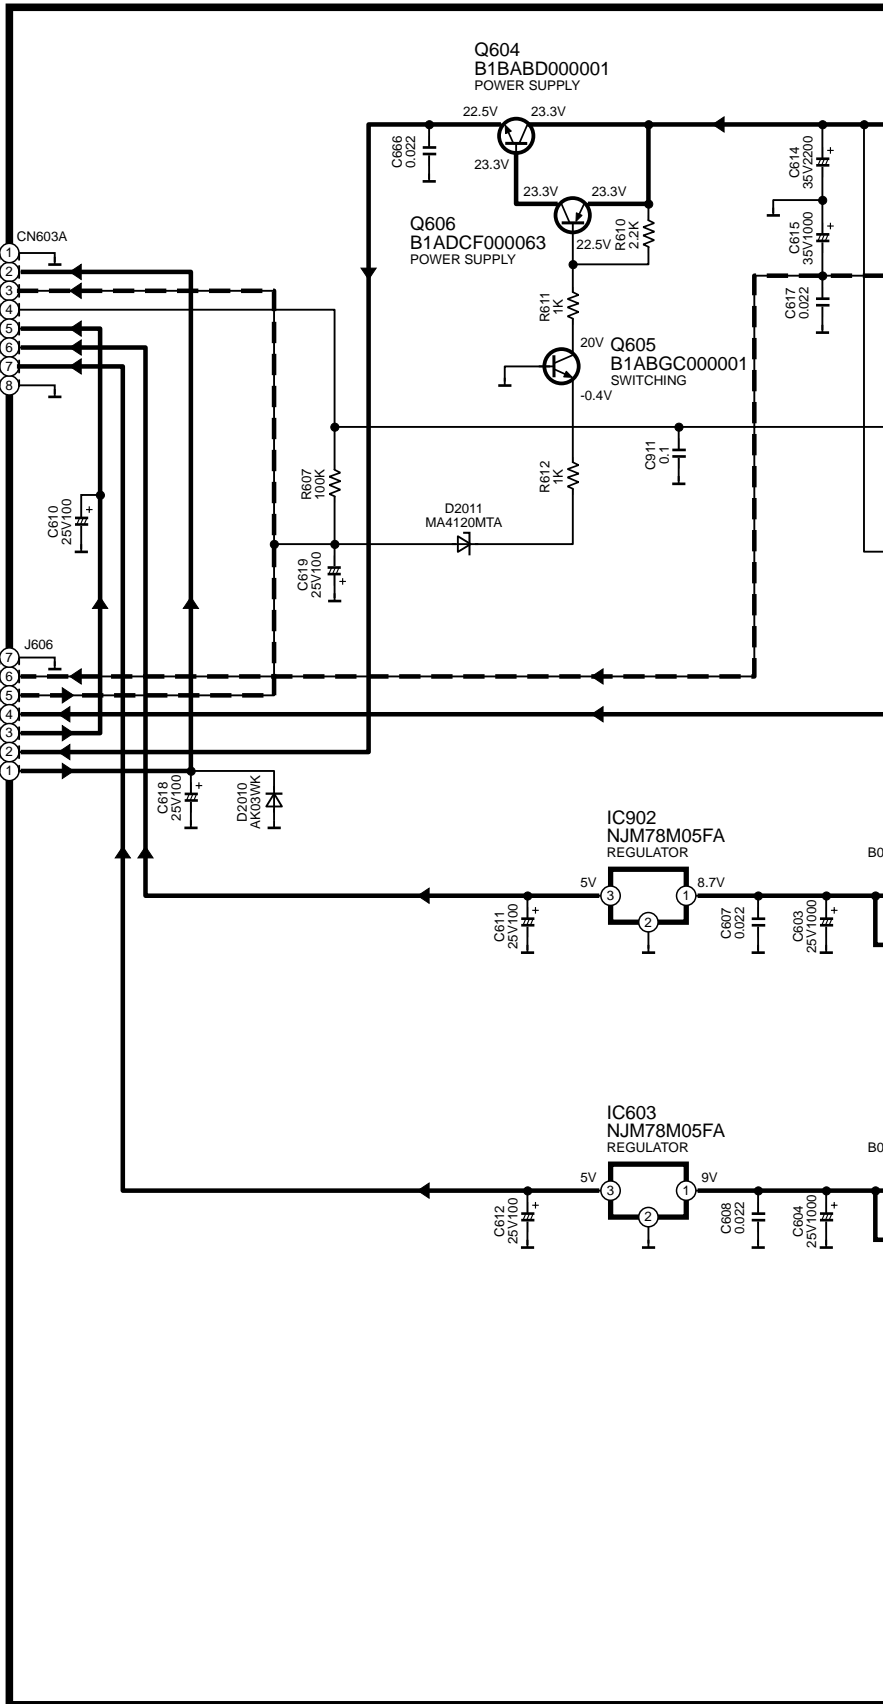 Q604
B1BABD000001
POWER SUPPLY
22.5V
23.3V
C666
0.022
23.3V
C614
35V2200
+
23.3V
23.3V
Q606
B1ADCF000063
POWER SUPPLY
22.5V
R610
2.2K
C615
35V1000
+
CN603A
1
2
3
4
5
6
7
8
R611
1K
C617
0.022
20V
Q605
B1ABGC000001
SWITCHING
-0.4V
R607
100K
R612
1K
C911
0.1
C610
25V100
+
D2011
MA4120MTA
C619
25V100
+
J606
7
6
5
4
3
2
1
C618
25V100
+
D2010
AK03WK
IC902
NJM78M05FA
REGULATOR
B0
5V
3
1
8.7V
2
C611
25V100
+
C607
0.022
C603
25V1000
+
IC603
NJM78M05FA
REGULATOR
B0
5V
3
1
9V
2
C612
25V100
+
C608
0.022
C604
25V1000
+